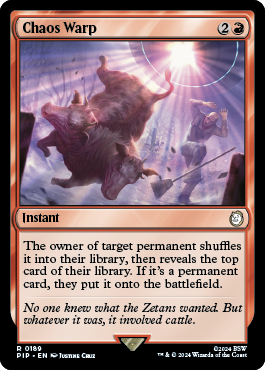 Chaos Warp 2
Instant
The owner of target permanent shuffles
it into their library, then reveals the top
card of their library. If it's a permanent
card, they put it onto the battlefield.
No one knew what the Zetans wanted. But
whatever it was, it involved cattle.
R 0189 ©2024 BSW
PIP • EN Justine Cruz ™ & © 2024 Wizards of the Coast